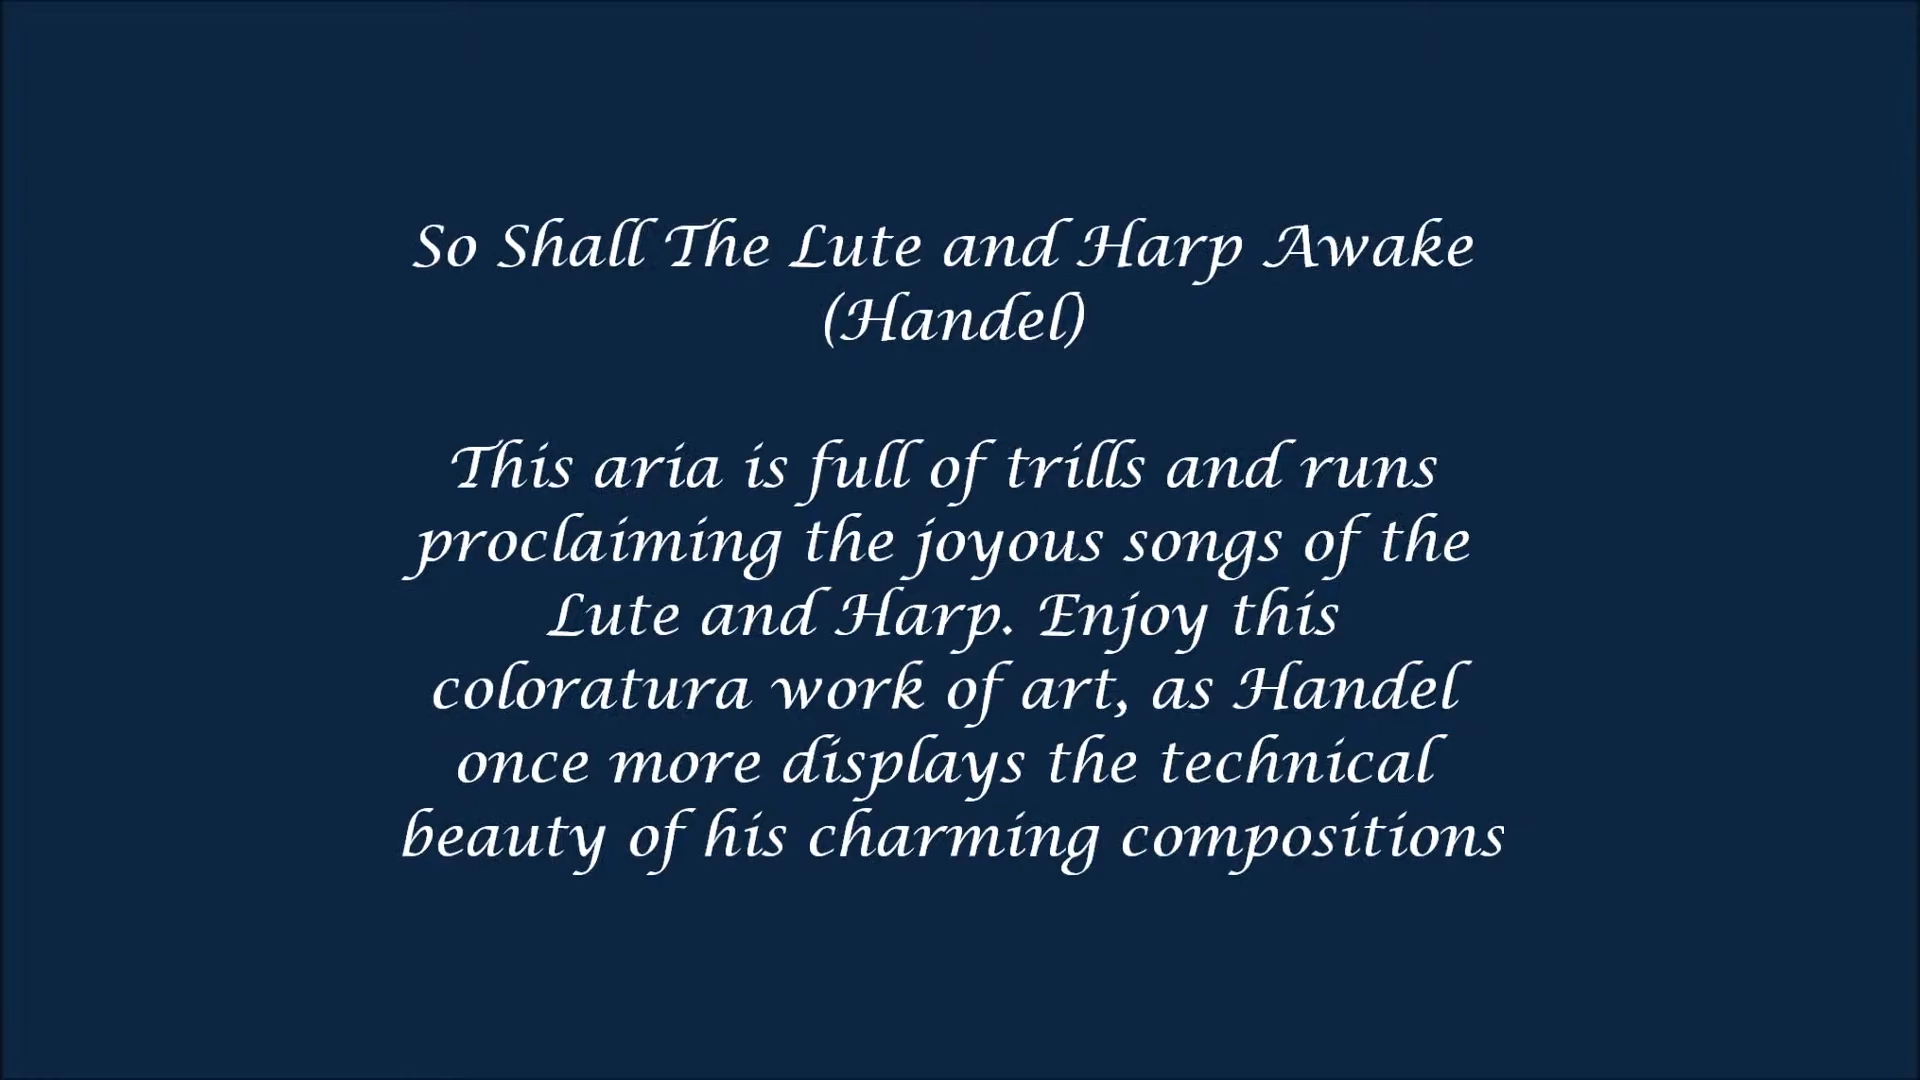 So Shall The Lute and Harp Awake
(Handel)
This aria is full of trills and runs
proclaiming the joyous songs of the
Lute and Harp. Enjoy this
coloratura work of art, as Handel
once more displays the technical
beauty of his charming compositions